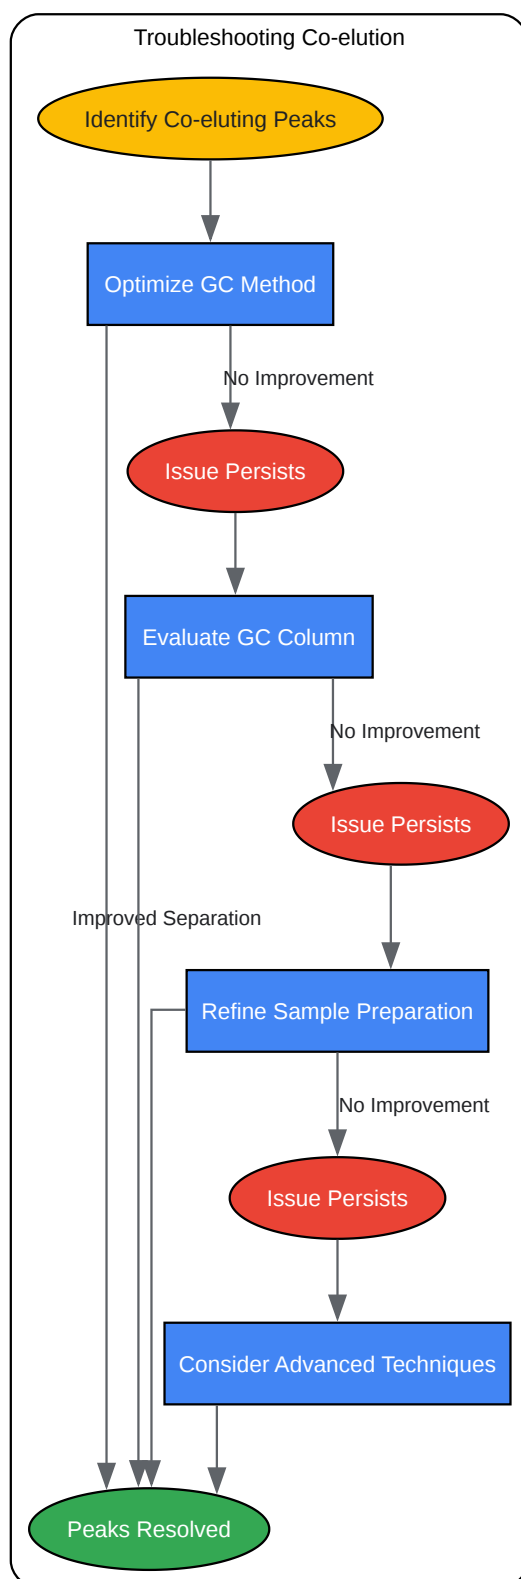 Troubleshooting Co-elution
Identify Co-eluting Peaks
Optimize GC Method
No Improvement
Issue Persists
Evaluate GC Column
No Improvement
Issue Persists
Improved Separation
Refine Sample Preparation
No Improvement
Issue Persists
Consider Advanced Techniques
Peaks Resolved